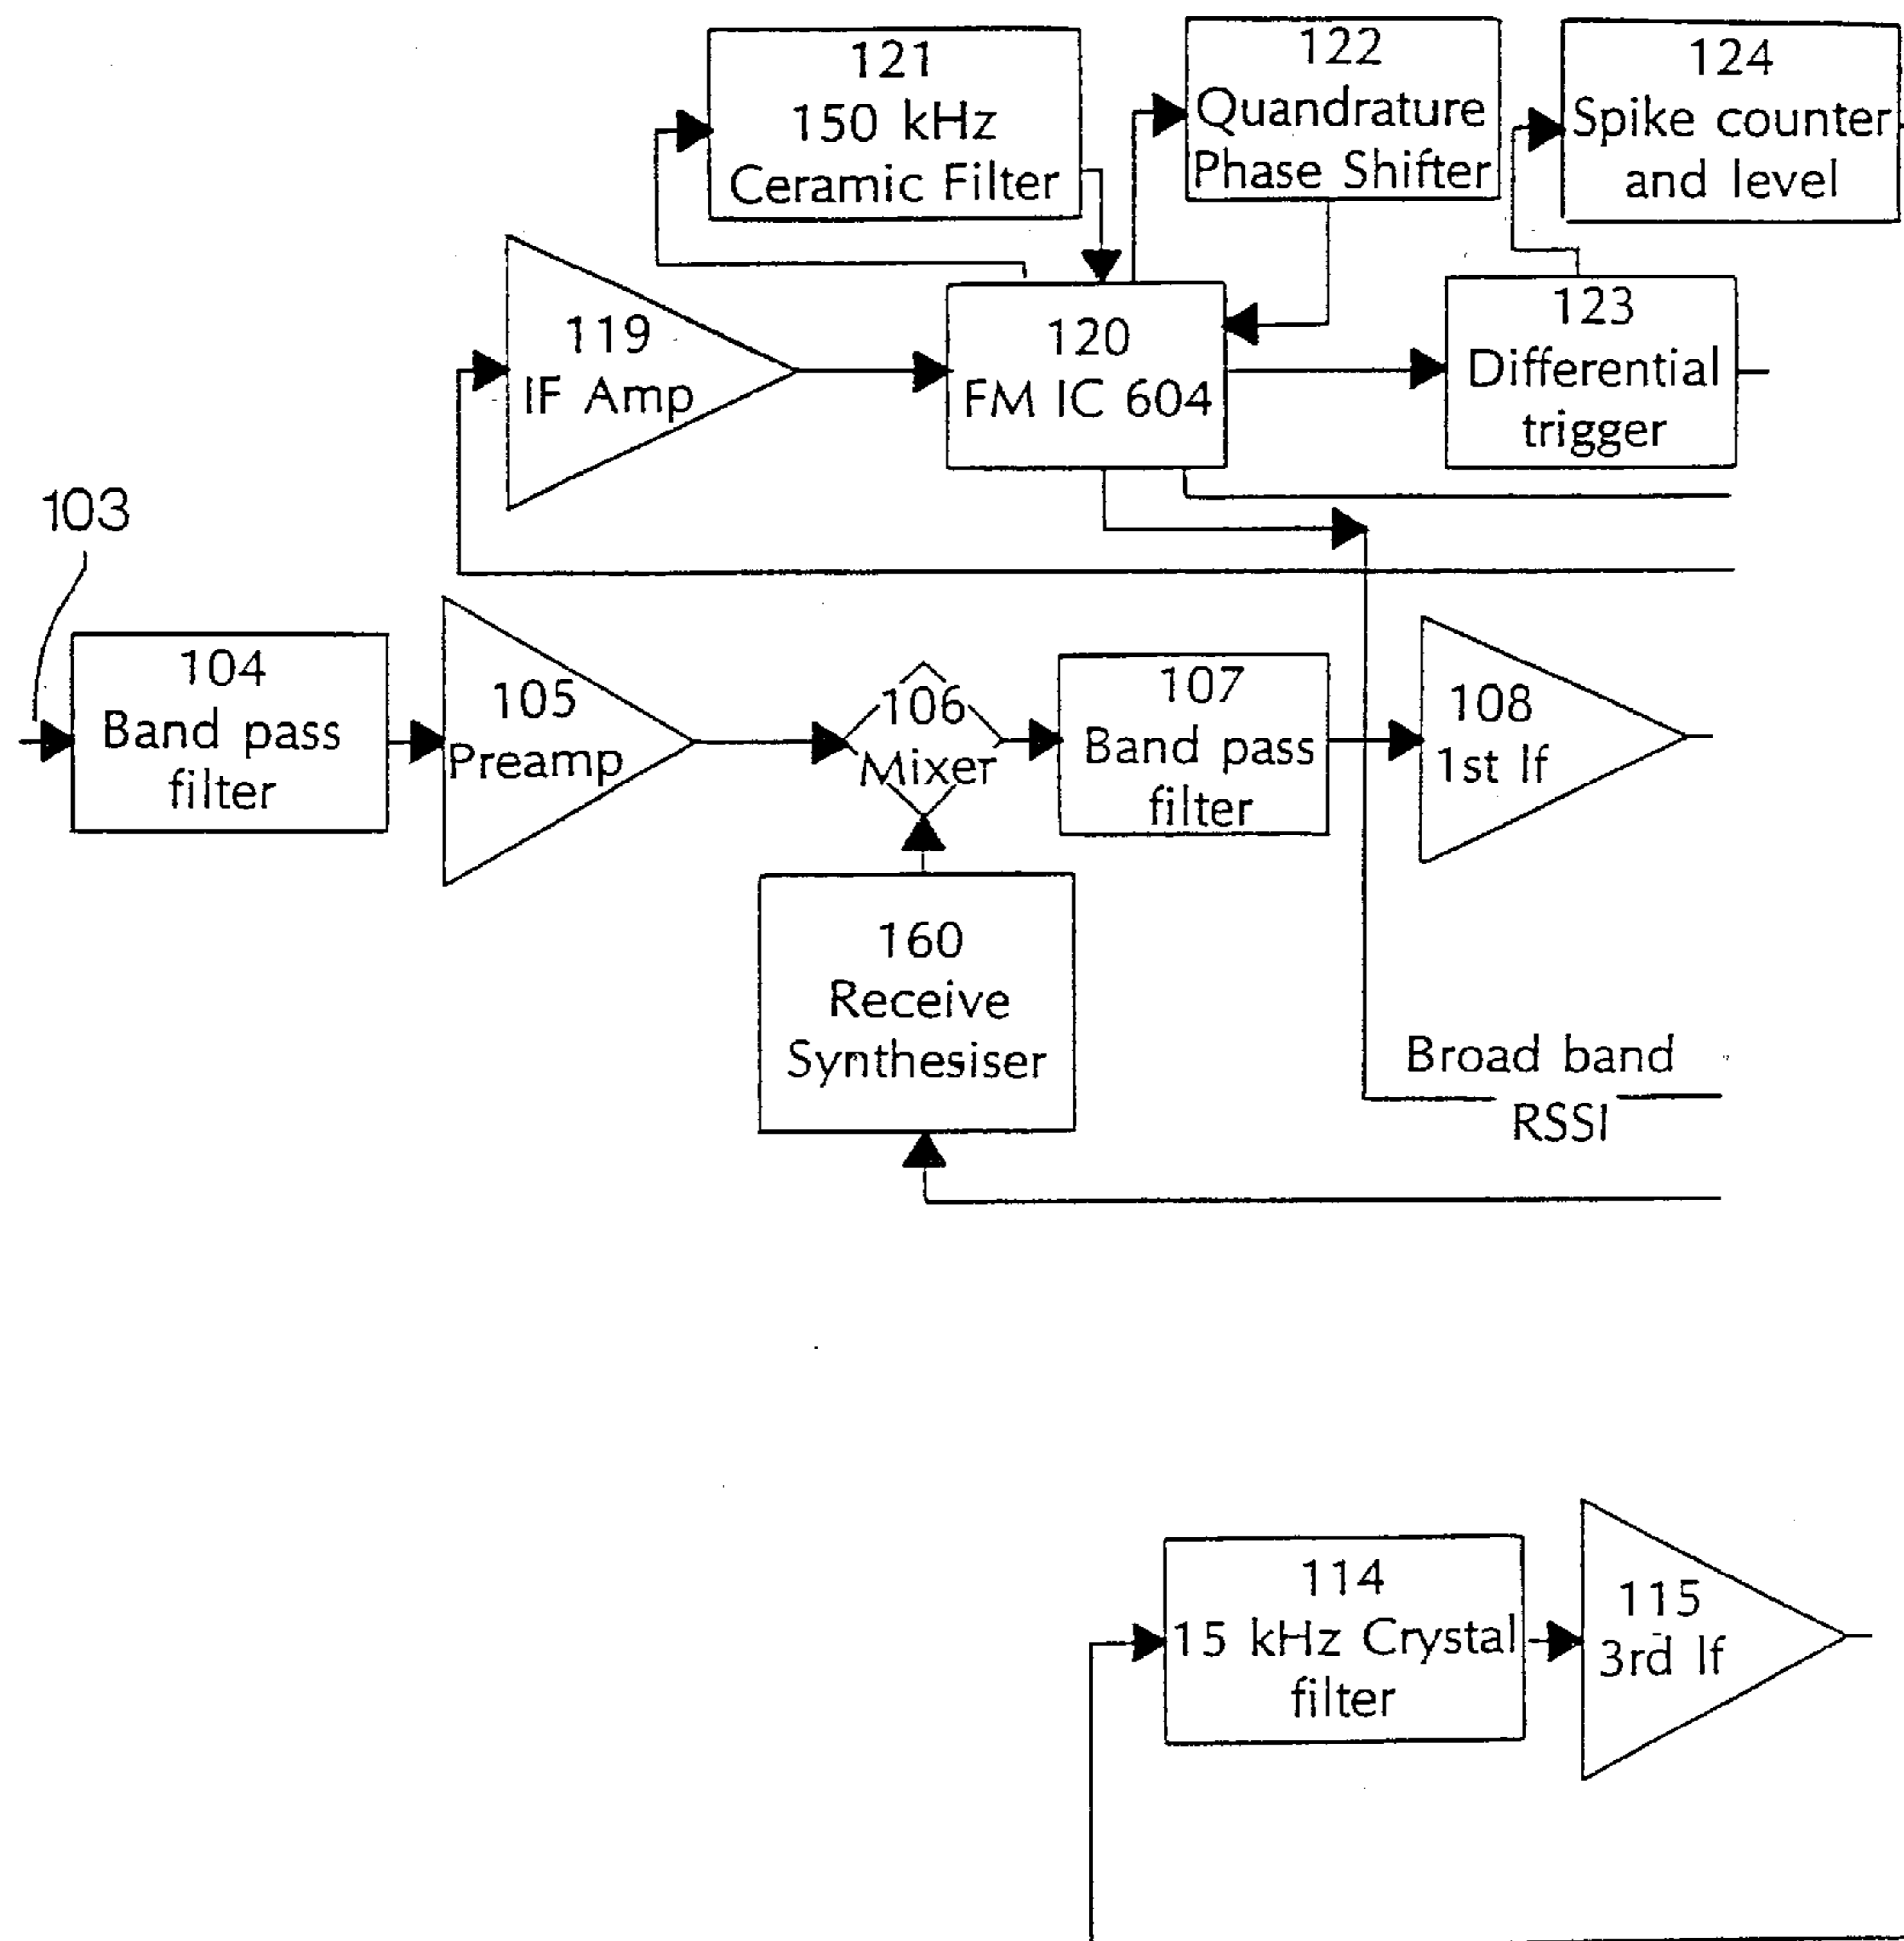 121
150 kHz
Ceramic Filter
122
Quandrature
Phase Shifter
124
Spike counter
and level
119
IF Amp
120
FM IC 604
123
Differential
trigger
103
104
Band pass
filter
105
Preamp
106
Mixer
107
Band pass
filter
108
1st If
160
Receive
Synthesiser
Broad band
RSSI
114
15 kHz Crystal
filter
115
3rd If